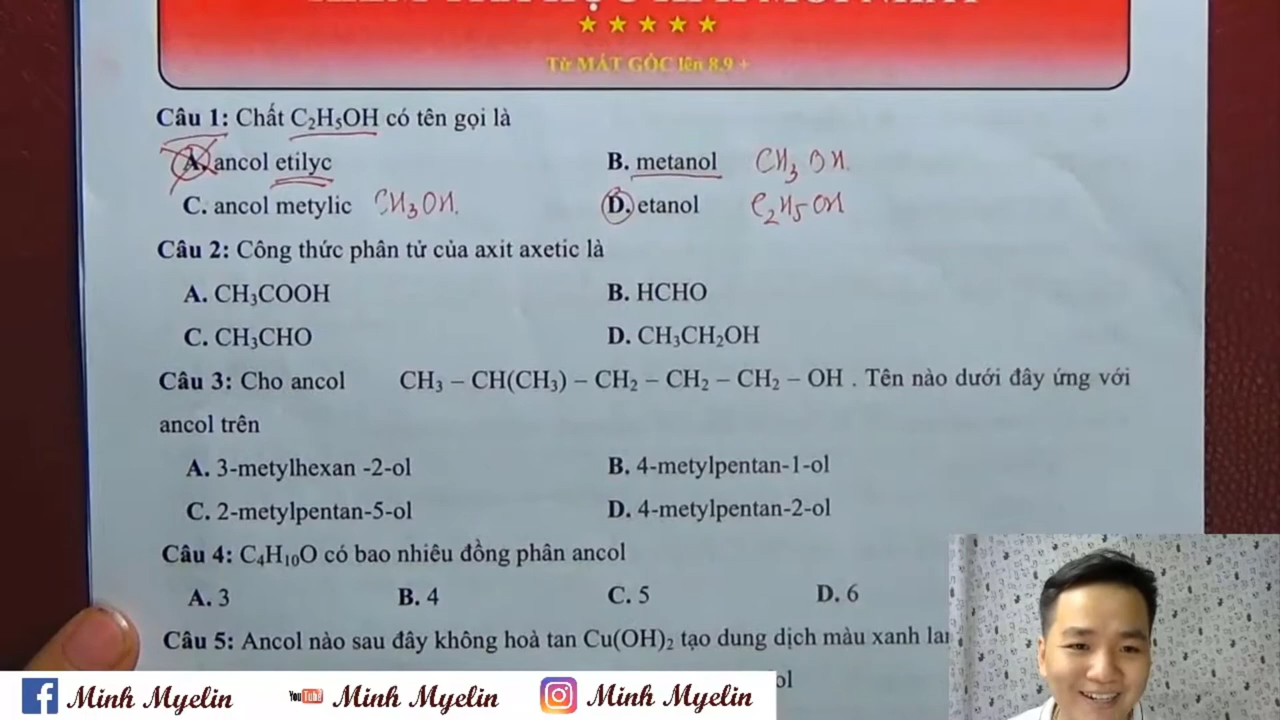 Từ MẤT GỐC lên 8,9 +
Câu 1: Chất C₂H₅OH có tên gọi là
A. ancol etilyc B. metanol CH₃OH
C. ancol metylic CH₃OH. D. etanol C₂H₅OH
Câu 2: Công thức phân tử của axit axetic là
A. CH₃COOH B. HCHO
C. CH₃CHO D. CH₃CH₂OH
Câu 3: Cho ancol CH₃ – CH(CH₃) – CH₂ – CH₂ – CH₂ – OH . Tên nào dưới đây ứng với
ancol trên
A. 3-metylhexan -2-ol B. 4-metylpentan-1-ol
C. 2-metylpentan-5-ol D. 4-metylpentan-2-ol
Câu 4: C₄H₁₀O có bao nhiêu đồng phân ancol
A. 3 B. 4 C. 5 D. 6
Câu 5: Ancol nào sau đây không hoà tan Cu(OH)₂ tạo dung dịch màu xanh
ol
Minh Myelin YouTube Minh Myelin Minh Myelin